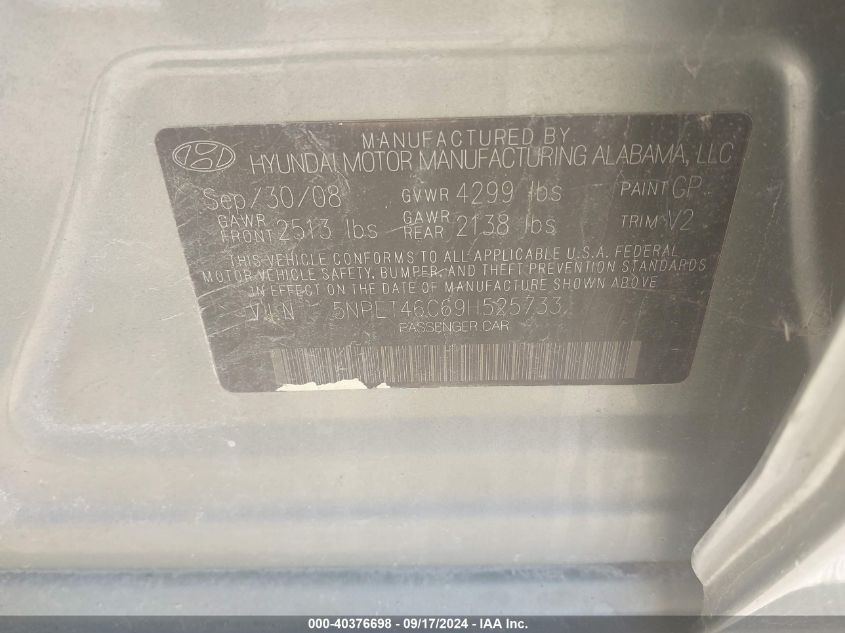 MANUFACTURED BY
HYUNDAI MOTOR MANUFACTURING ALABAMA, LLC
Sep/30/08 GVWR 4299 lbs PAINT GP
GAWR FRONT 2513 lbs GAWR REAR 2138 lbs TRIM V2
THIS VEHICLE CONFORMS TO ALL APPLICABLE U.S.A. FEDERAL
MOTOR VEHICLE SAFETY, BUMPER, AND THEFT PREVENTION STANDARDS
IN EFFECT ON THE DATE OF MANUFACTURE SHOWN ABOVE
V I N 5NPET46C69H525733
PASSENGER CAR
000-40376698 - 09/17/2024 - IAA Inc.